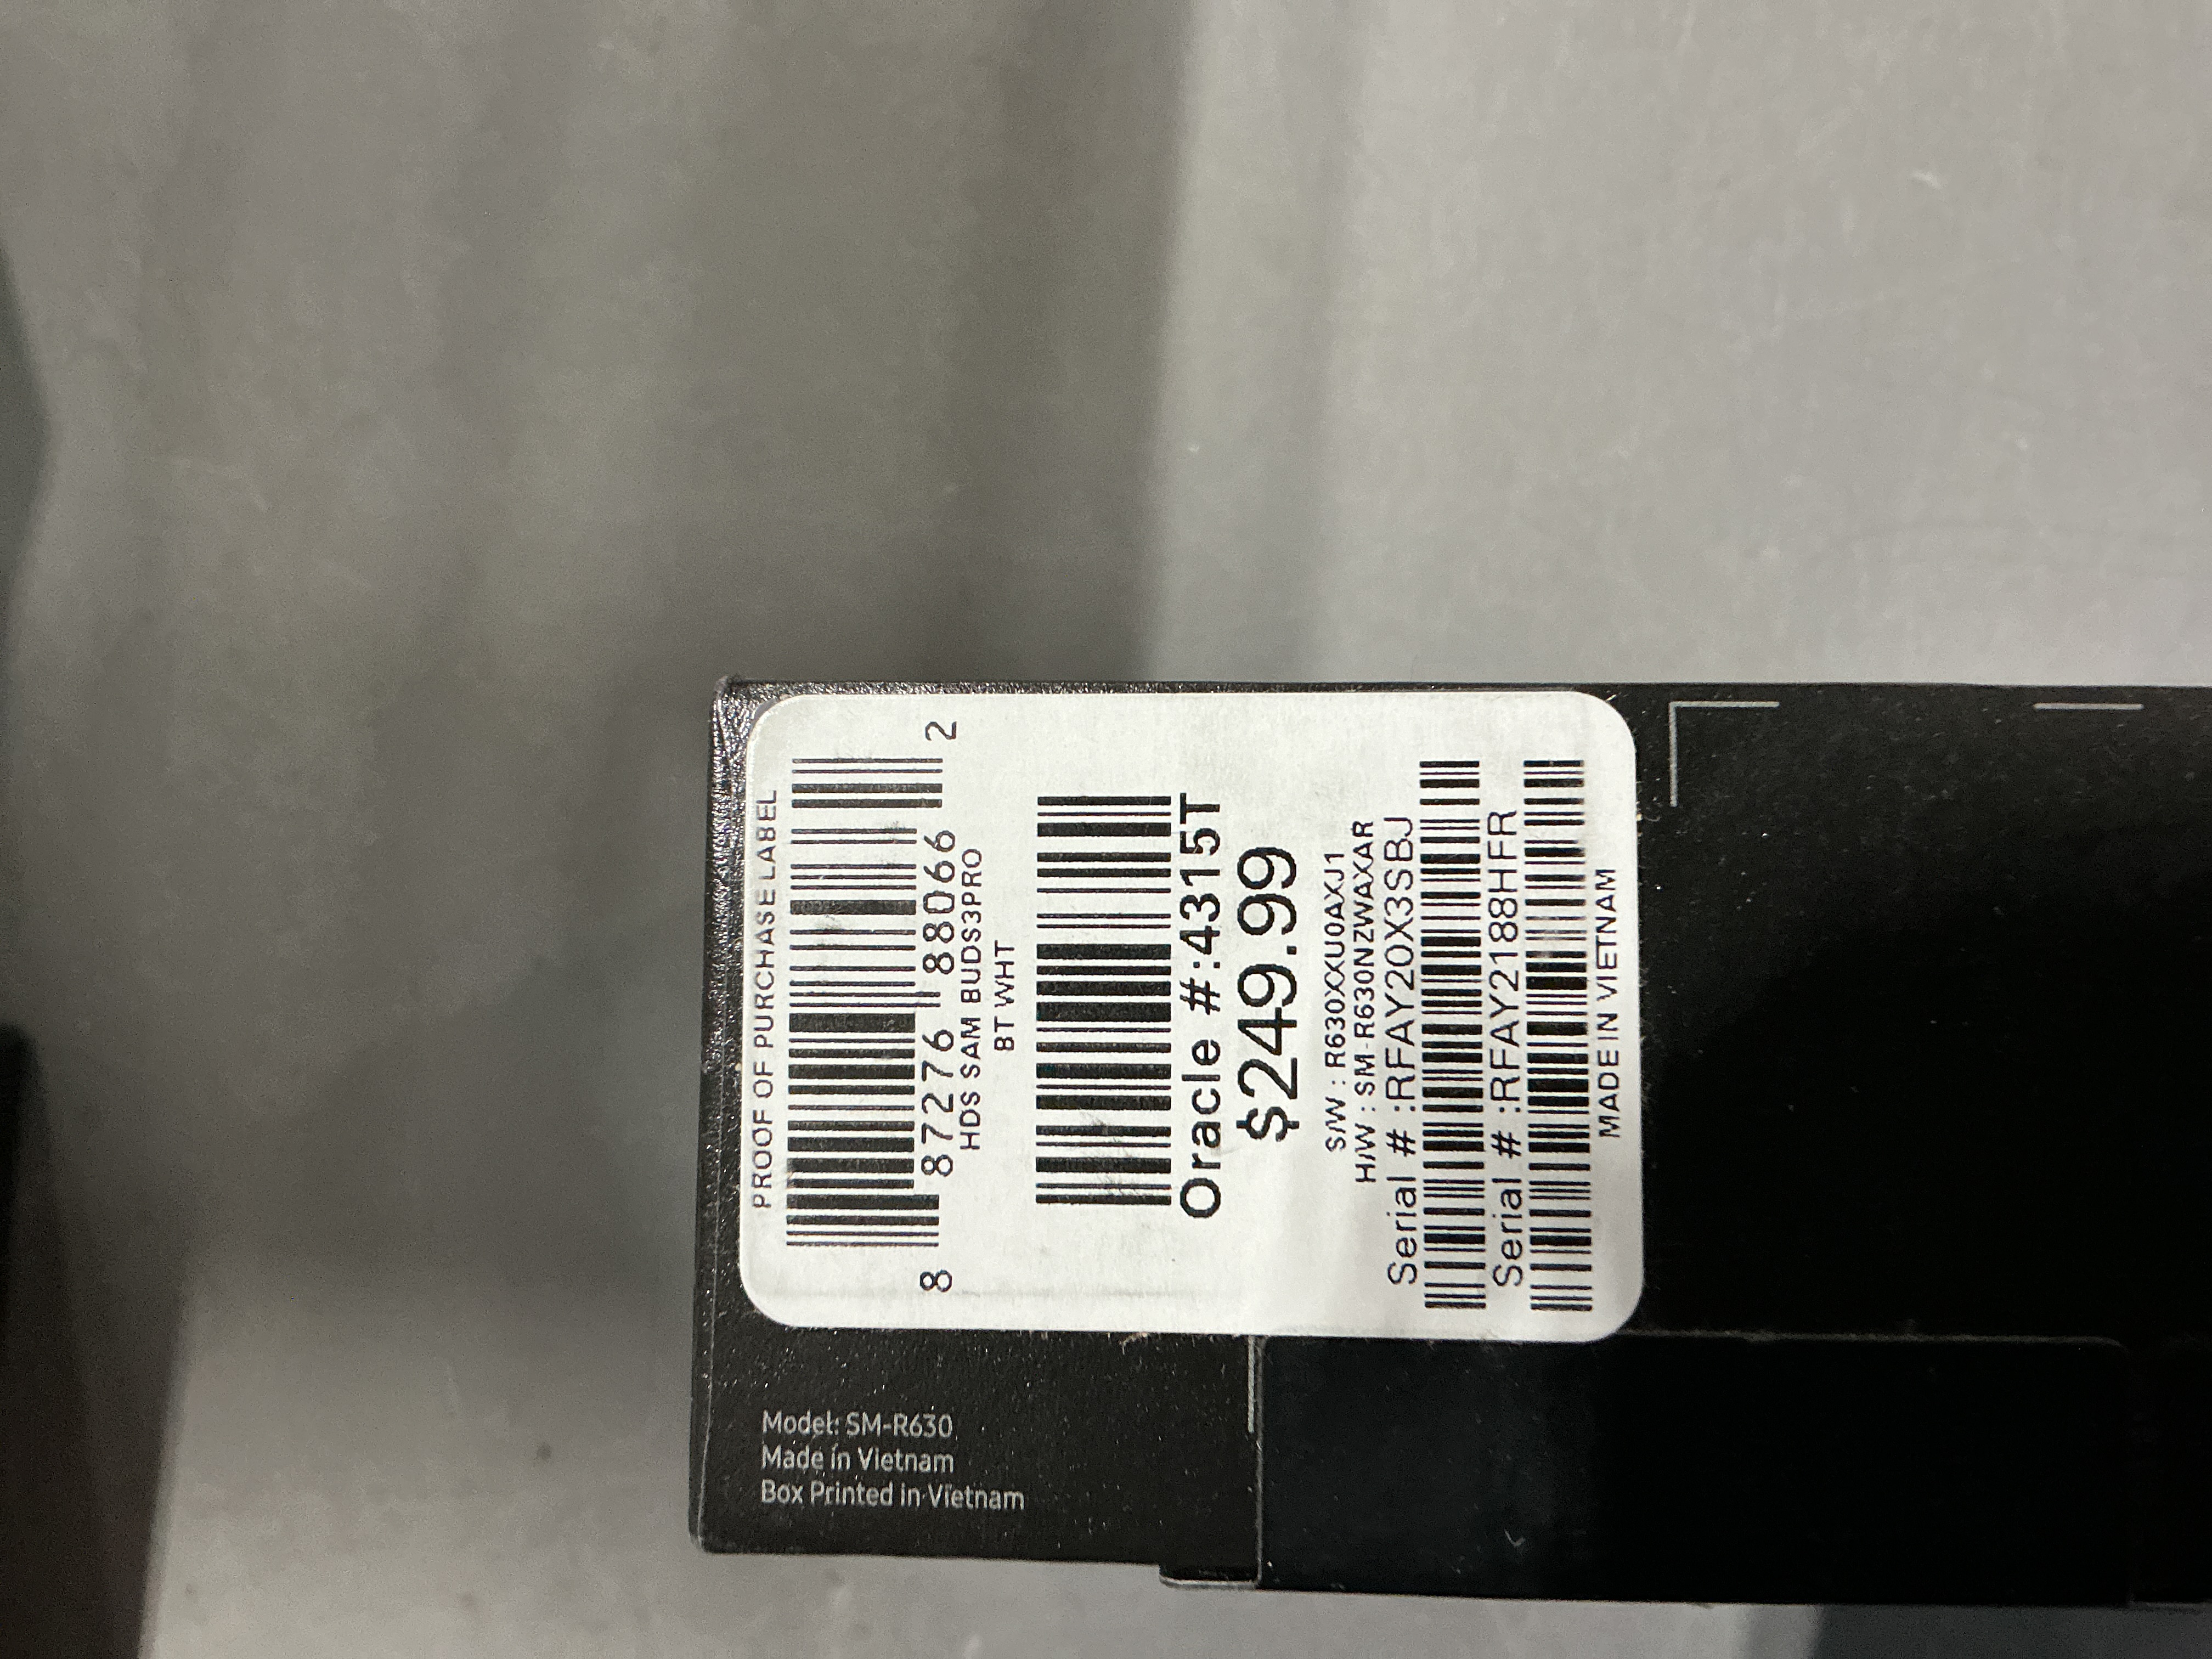 PROOF OF PURCHASE LABEL
8 87276 88066 2
HDS SAM BUDS3PRO
BT WHT
Oracle #:4315T
$249.99
S/W : R630XXU0AXJ1
H/W : SM-R630NZWAXAR
Serial # :RFAY20X3SBJ
Serial # :RFAY2188HFR
MADE IN VIETNAM
Model: SM-R630
Made in Vietnam
Box Printed in Vietnam